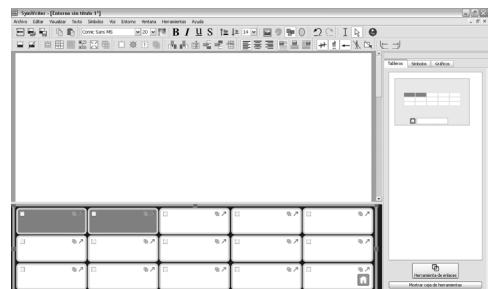 SymWriter - [Entorno sin título 1*]
Archivo Editar Visualizar Texto Símbolos Voz Entorno Ventana Herramientas Ayuda
Comic Sans MS 20 B I U S 14
Tableros Símbolos Gráficos
Herramienta de enlaces
Mostrar caja de herramientas